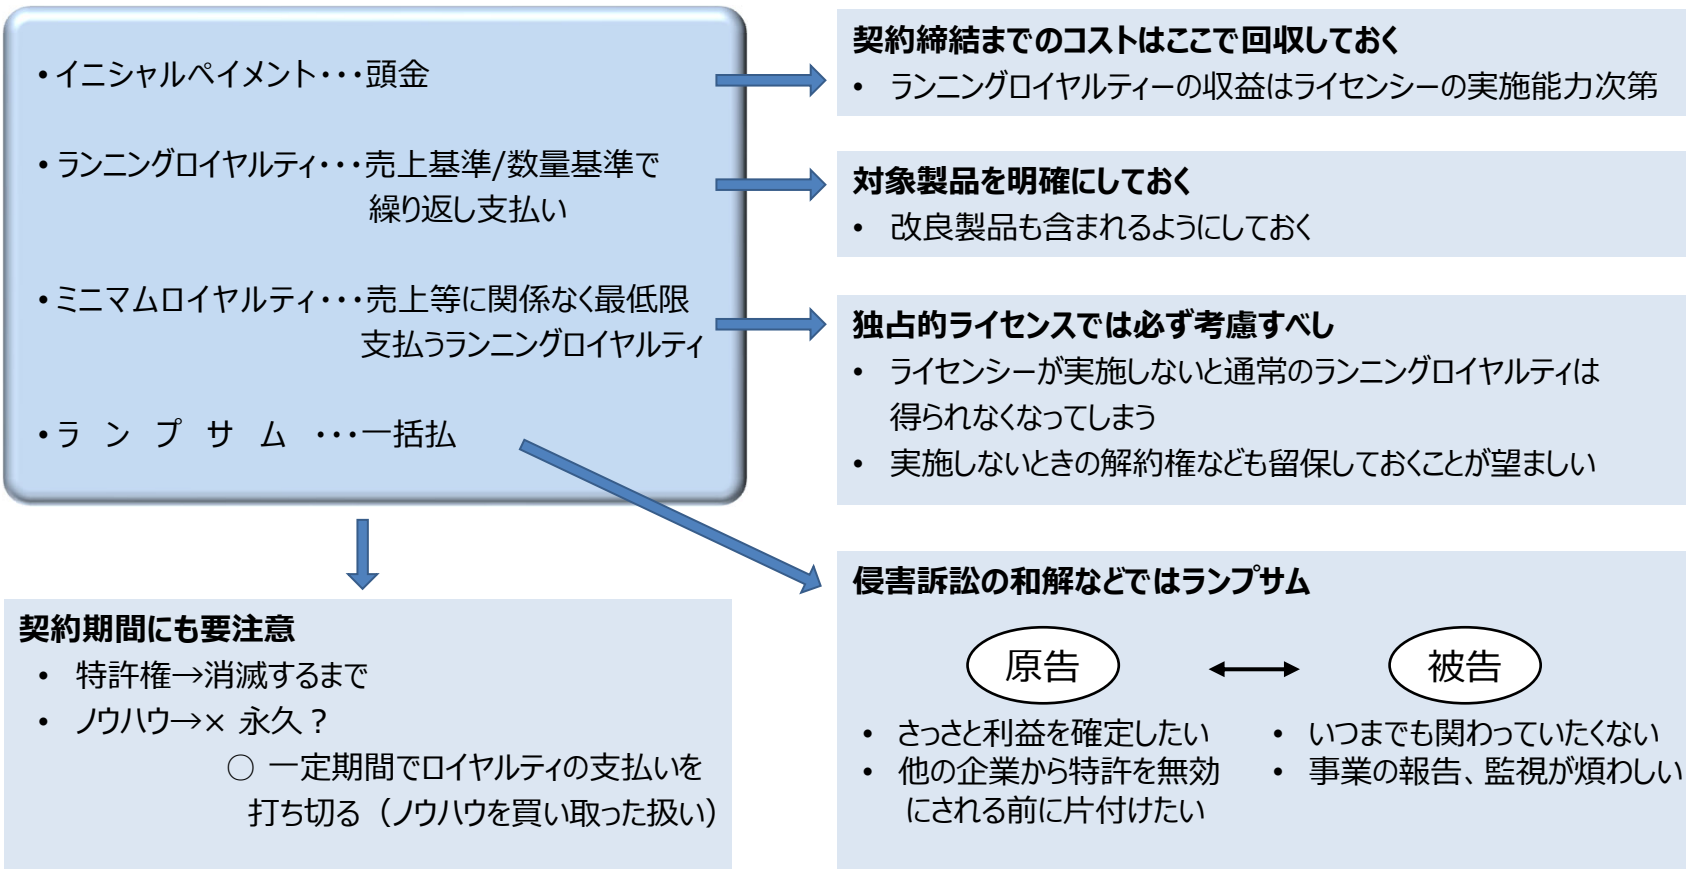 •イニシャルペイメント・・・頭金
•ランニングロイヤルティ・・・売上基準/数量基準で
繰り返し支払い
•ミニマムロイヤルティ・・・売上等に関係なく最低限
支払うランニングロイヤルティ
•ランプサム ・・・一括払
契約締結までのコストはここで回収しておく
• ランニングロイヤルティーの収益はライセンシーの実施能力次第
対象製品を明確にしておく
• 改良製品も含まれるようにしておく
独占的ライセンスでは必ず考慮すべし
• ライセンシーが実施しないと通常のランニングロイヤルティは
得られなくなってしまう
• 実施しないときの解約権なども留保しておくことが望ましい
契約期間にも要注意
• 特許権→消滅するまで
• ノウハウ→× 永久？
○ 一定期間でロイヤルティの支払いを
打ち切る（ノウハウを買い取った扱い）
侵害訴訟の和解などではランプサム
原告
• さっさと利益を確定したい
• 他の企業から特許を無効
にされる前に片付けたい
被告
• いつまでも関わっていたくない
• 事業の報告、監視が煩わしい